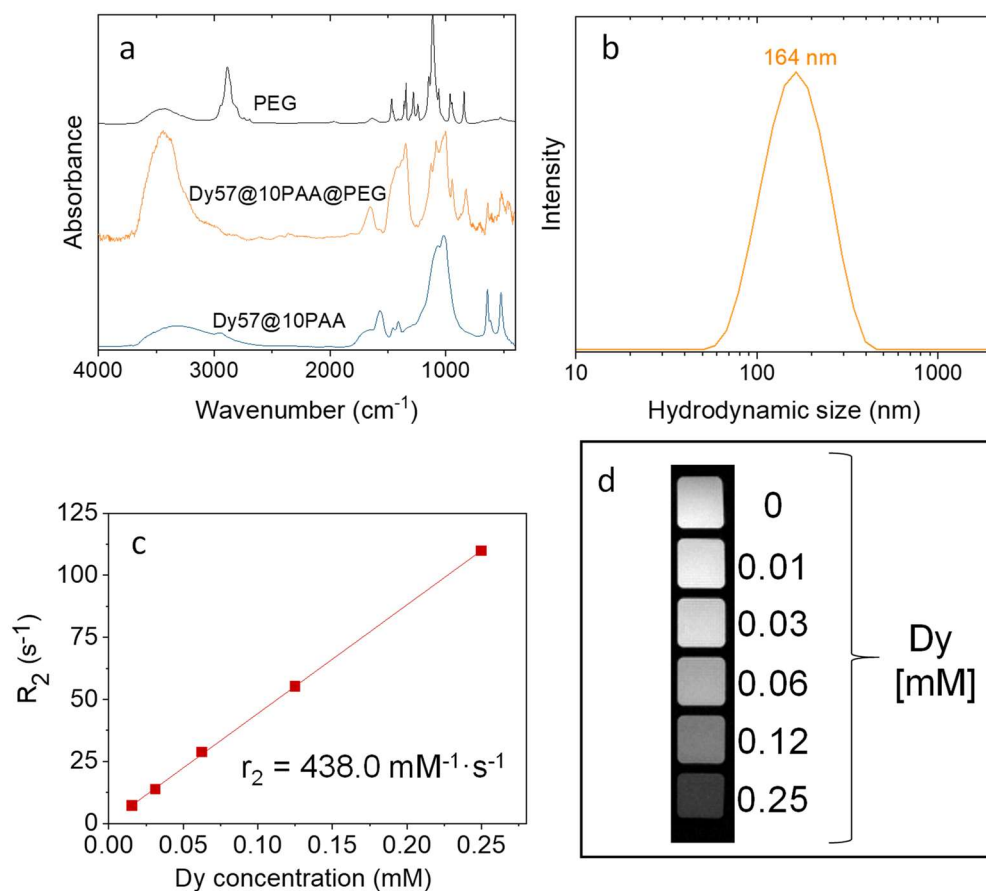 a
PEG
Dy57@10PAA@PEG
Dy57@10PAA
Absorbance
4000
3000
2000
1000
Wavenumber (cm⁻¹)
b
164 nm
Intensity
10
100
1000
Hydrodynamic size (nm)
c
125
100
75
50
25
0
R₂ (s⁻¹)
r₂ = 438.0 mM⁻¹·s⁻¹
0.00
0.05
0.10
0.15
0.20
0.25
Dy concentration (mM)
d
0
0.01
0.03
0.06
0.12
0.25
Dy
[mM]